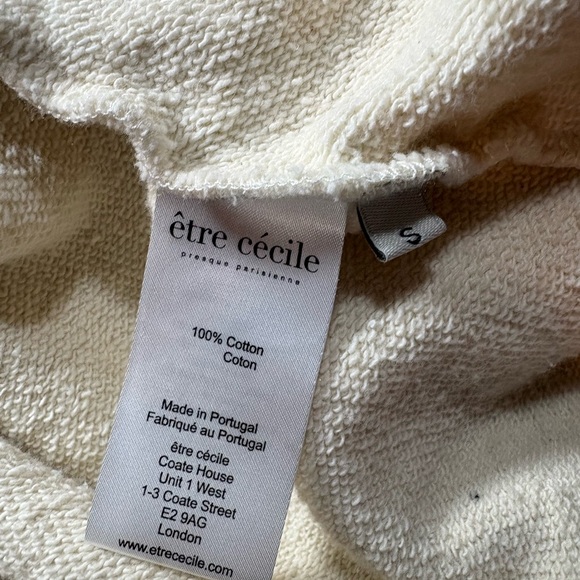 être cécile
presque parisienne
S
100% Cotton
Coton
Made in Portugal
Fabriqué au Portugal
être cécile
Coate House
Unit 1 West
1-3 Coate Street
E2 9AG
London
www.etrececile.com